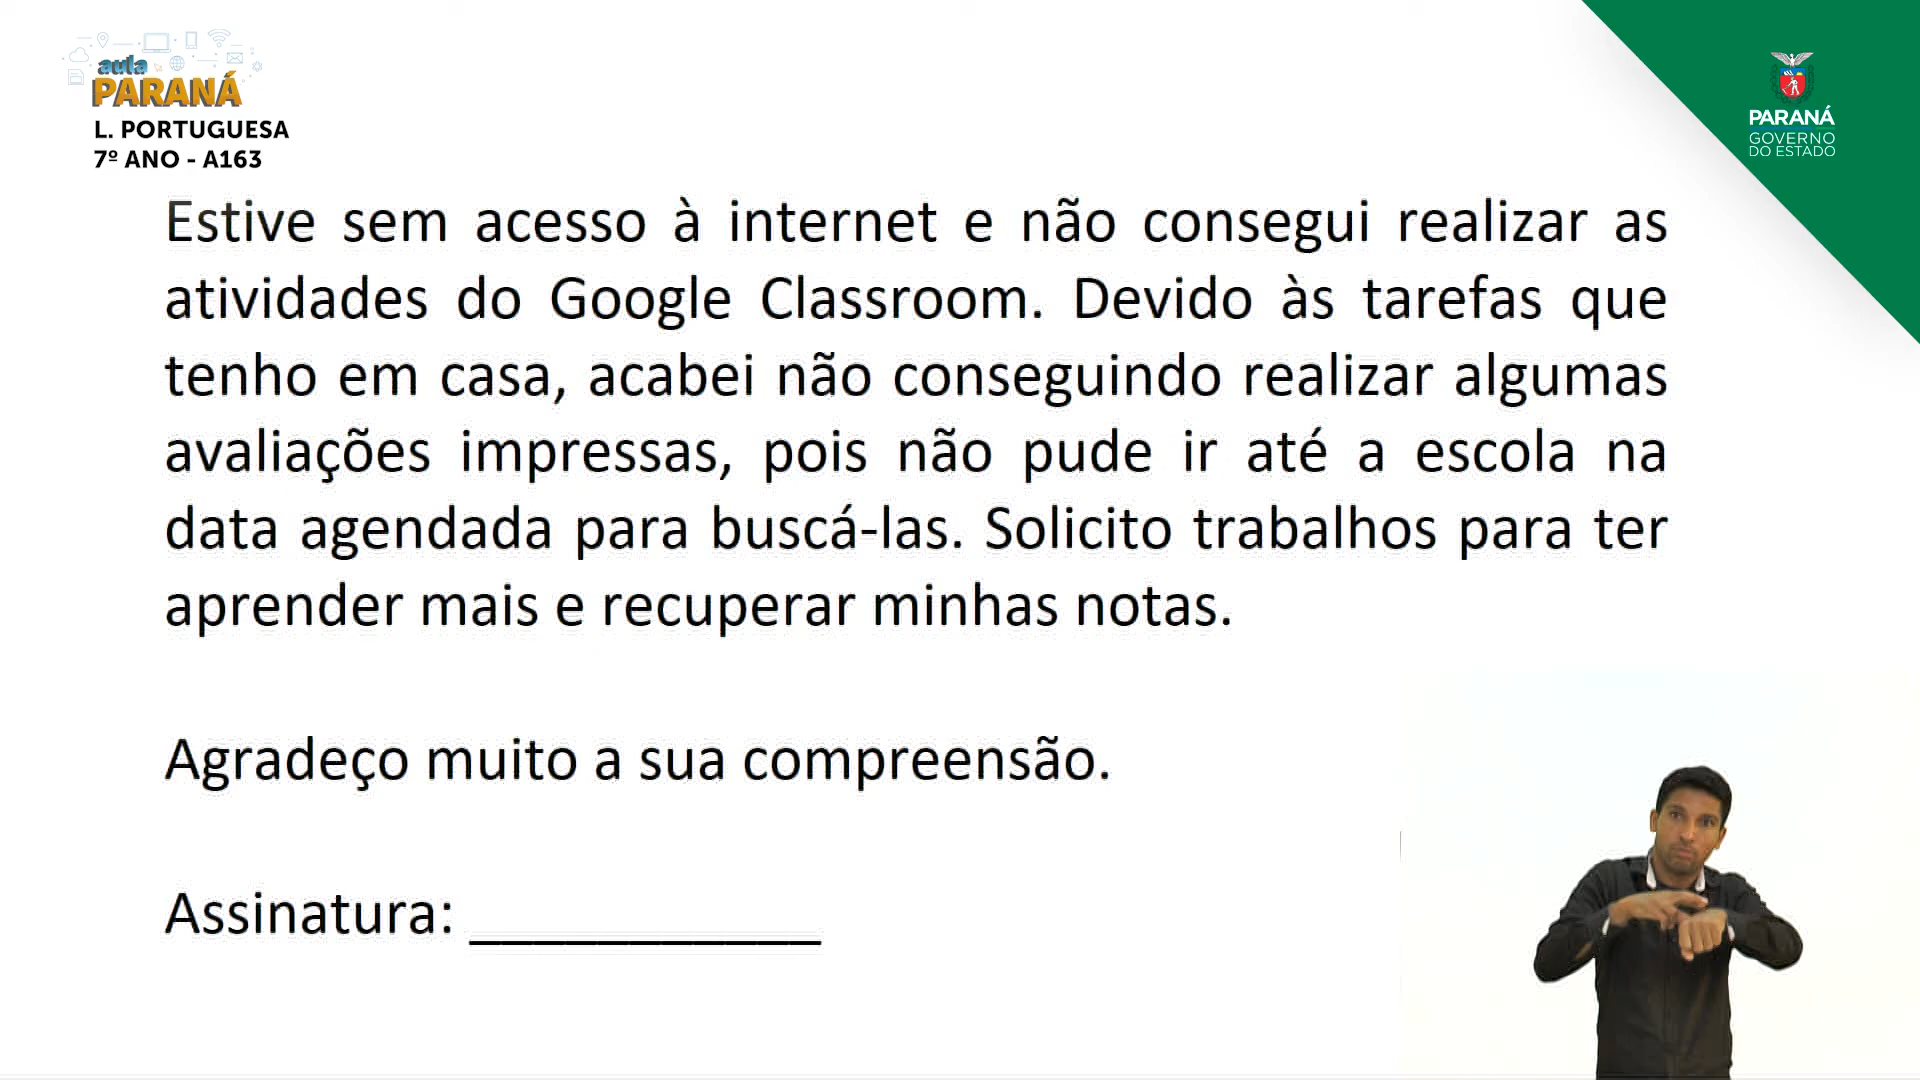 aula
PARANÁ
L. PORTUGUESA
7º ANO - A163
PARANÁ
GOVERNO
DO ESTADO
Estive sem acesso à internet e não consegui realizar as
atividades do Google Classroom. Devido às tarefas que
tenho em casa, acabei não conseguindo realizar algumas
avaliações impressas, pois não pude ir até a escola na
data agendada para buscá-las. Solicito trabalhos para ter
aprender mais e recuperar minhas notas.
Agradeço muito a sua compreensão.
Assinatura: ___________